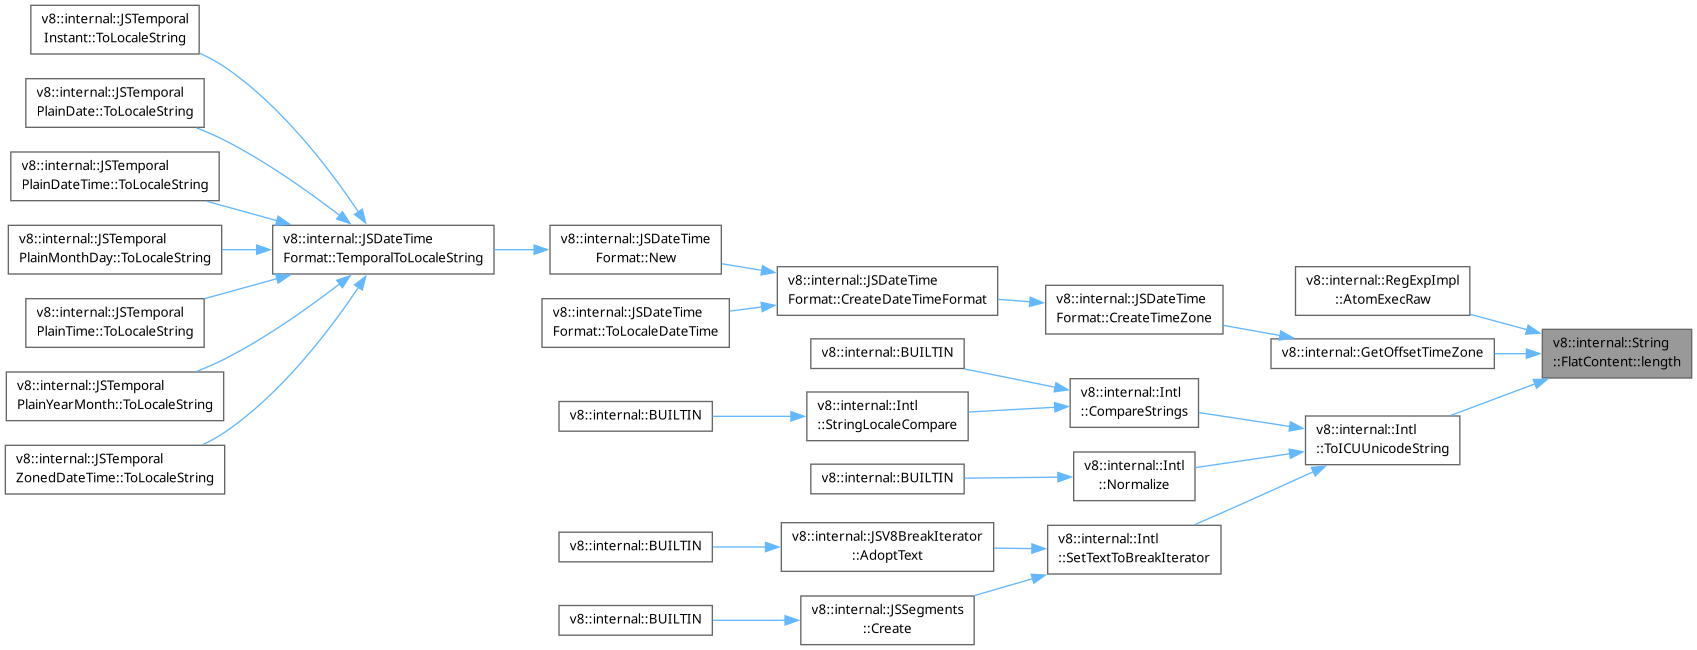 v8::internal::JSTemporal
Instant::ToLocaleString
v8::internal::JSTemporal
PlainDate::ToLocaleString
v8::internal::JSTemporal
PlainDateTime::ToLocaleString
v8::internal::JSTemporal
PlainMonthDay::ToLocaleString
v8::internal::JSTemporal
PlainTime::ToLocaleString
v8::internal::JSTemporal
PlainYearMonth::ToLocaleString
v8::internal::JSTemporal
ZonedDateTime::ToLocaleString
v8::internal::JSDateTime
Format::TemporalToLocaleString
v8::internal::JSDateTime
Format::New
v8::internal::JSDateTime
Format::ToLocaleDateTime
v8::internal::BUILTIN
v8::internal::BUILTIN
v8::internal::BUILTIN
v8::internal::JSDateTime
Format::CreateDateTimeFormat
v8::internal::BUILTIN
v8::internal::Intl
::StringLocaleCompare
v8::internal::BUILTIN
v8::internal::JSV8BreakIterator
::AdoptText
v8::internal::JSSegments
::Create
v8::internal::JSDateTime
Format::CreateTimeZone
v8::internal::Intl
::CompareStrings
v8::internal::Intl
::Normalize
v8::internal::Intl
::SetTextToBreakIterator
v8::internal::RegExpImpl
::AtomExecRaw
v8::internal::GetOffsetTimeZone
v8::internal::Intl
::ToICUUnicodeString
v8::internal::String
::FlatContent::length